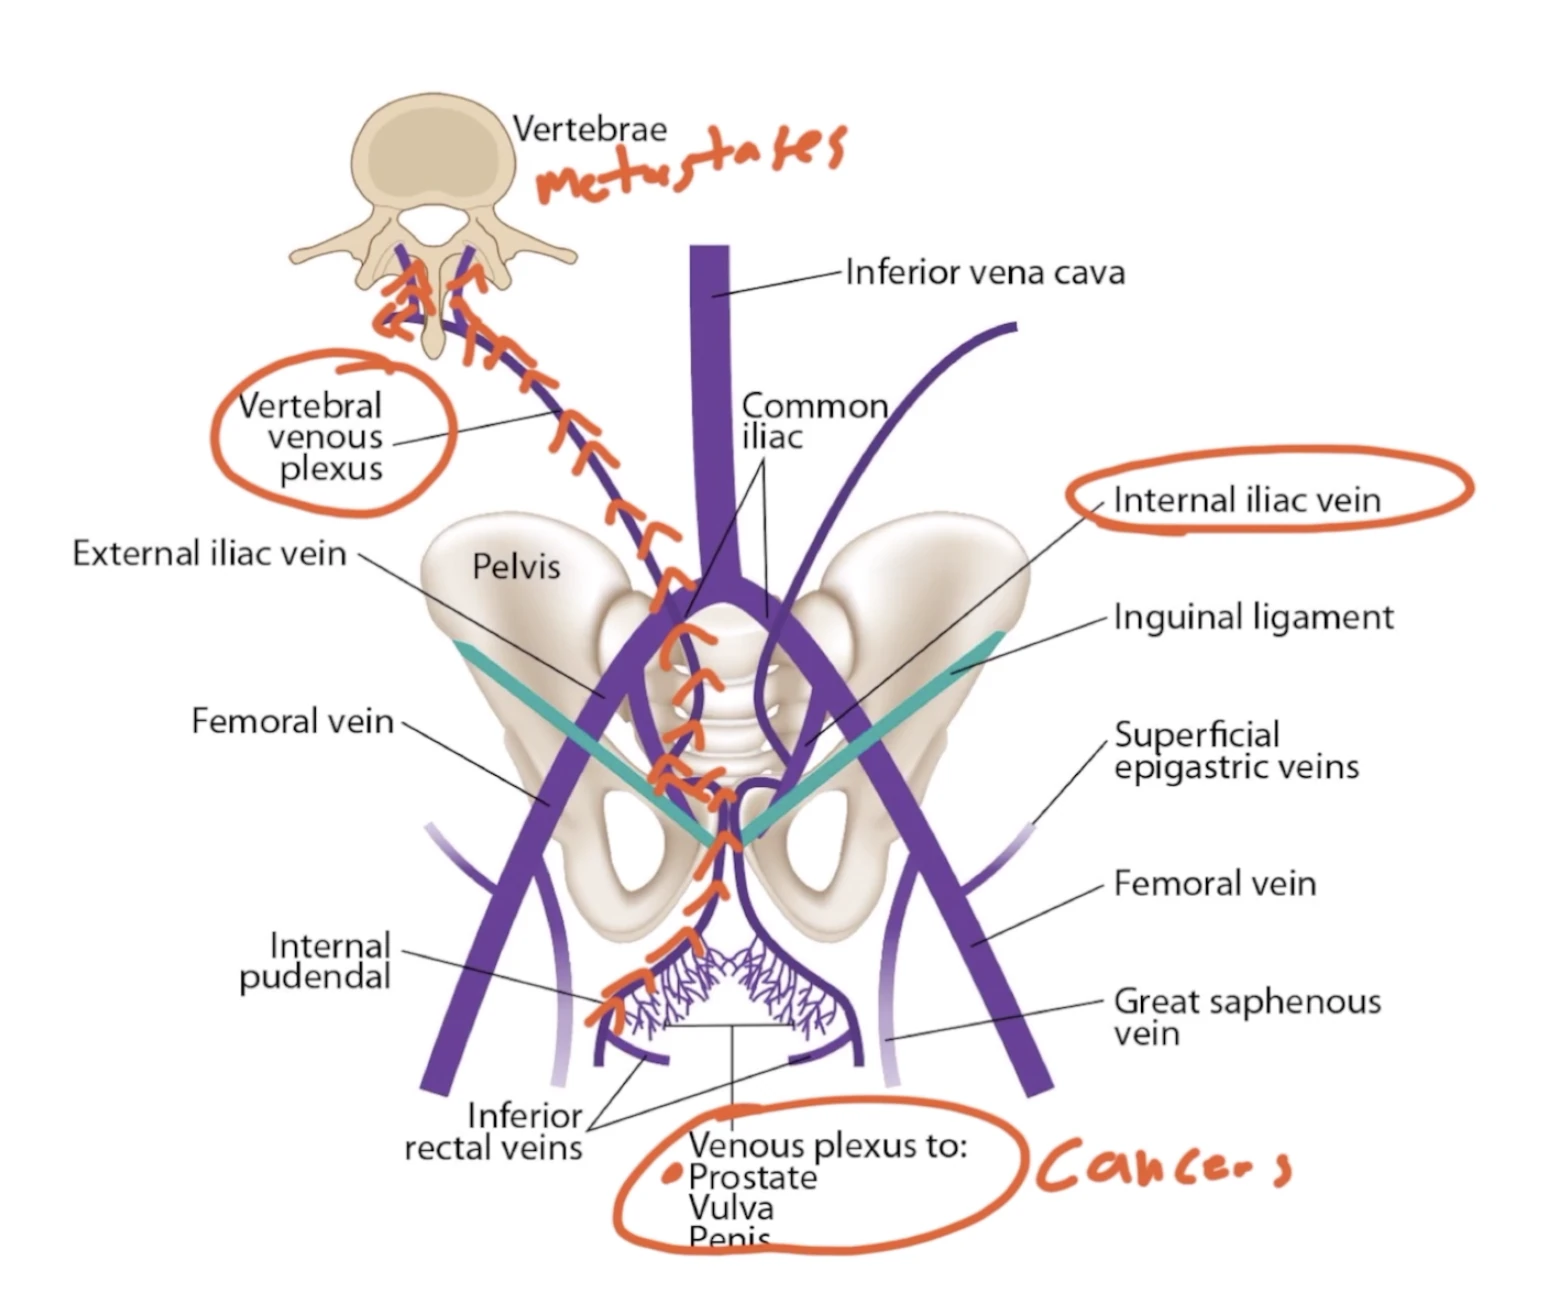 Vertebrae
metastases
Inferior vena cava
Vertebral
venous
plexus
Common
iliac
Internal iliac vein
External iliac vein
Pelvis
Inguinal ligament
Femoral vein
Superficial
epigastric veins
Femoral vein
Internal
pudendal
Great saphenous
vein
Inferior
rectal veins
Venous plexus to:
Prostate
Vulva
Penis
Cancers